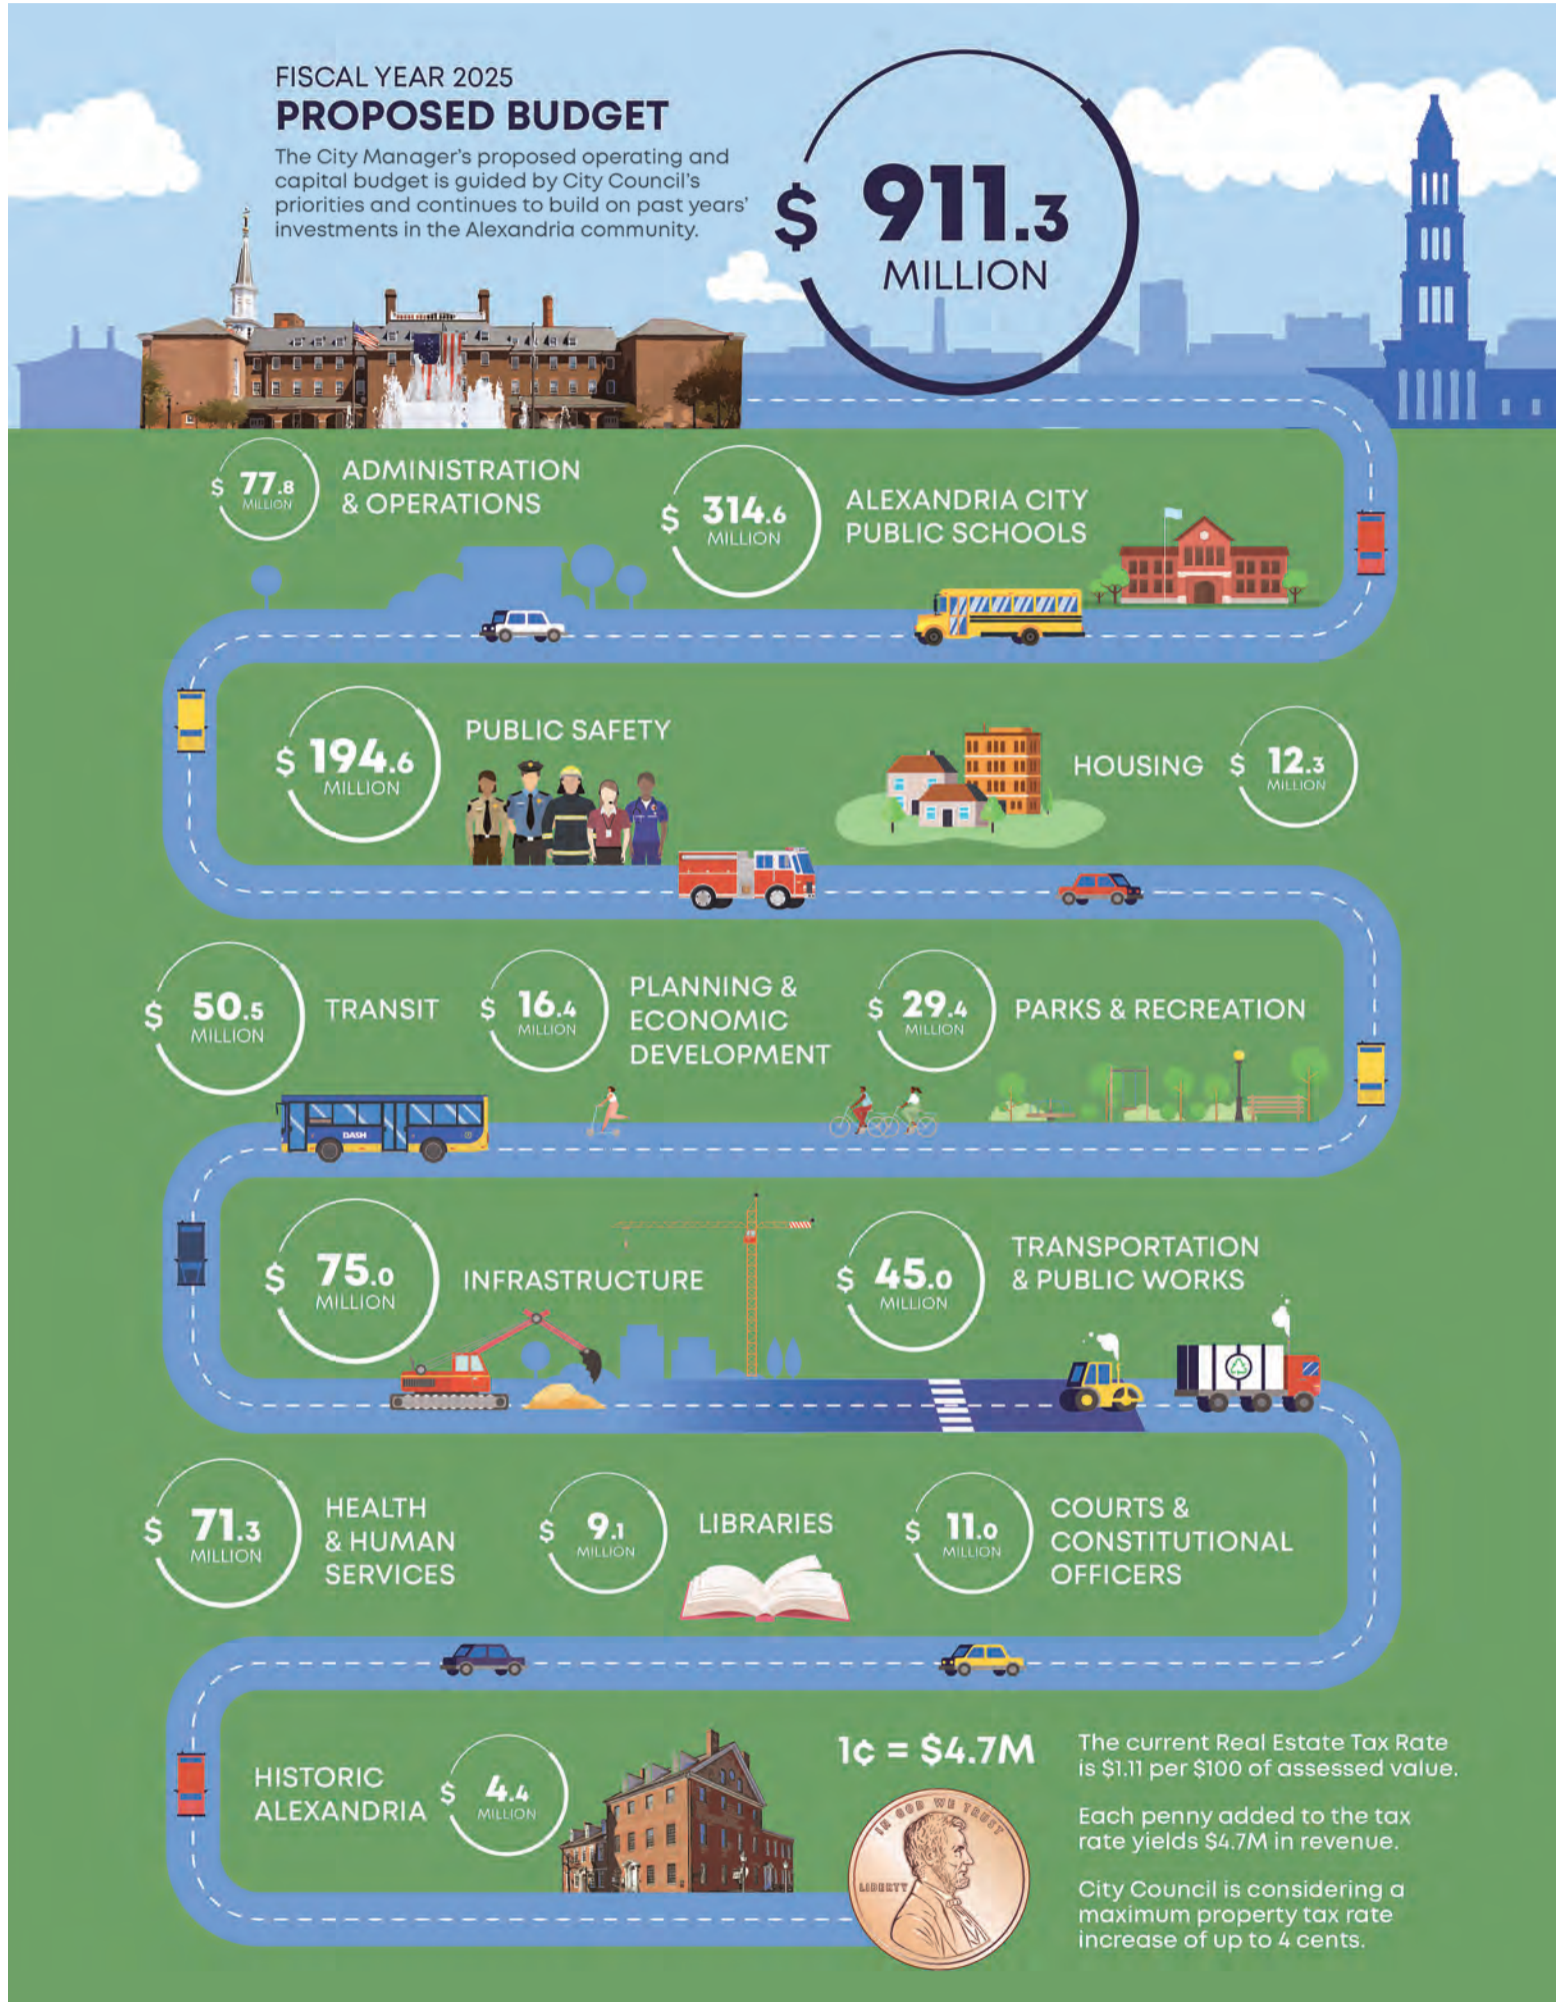 FISCAL YEAR 2025
PROPOSED BUDGET
The City Manager's proposed operating and
capital budget is guided by City Council's
priorities and continues to build on past years'
investments in the Alexandria community.
$ 911.3
MILLION
$ 77.8
MILLION
ADMINISTRATION
& OPERATIONS
$ 314.6
MILLION
ALEXANDRIA CITY
PUBLIC SCHOOLS
$ 194.6
MILLION
PUBLIC SAFETY
HOUSING
$ 12.3
MILLION
$ 50.5
MILLION
TRANSIT
$ 16.4
MILLION
PLANNING &
ECONOMIC
DEVELOPMENT
$ 29.4
MILLION
PARKS & RECREATION
DASH
$ 75.0
MILLION
INFRASTRUCTURE
$ 45.0
MILLION
TRANSPORTATION
& PUBLIC WORKS
$ 71.3
MILLION
HEALTH
& HUMAN
SERVICES
$ 9.1
MILLION
LIBRARIES
$ 11.0
MILLION
COURTS &
CONSTITUTIONAL
OFFICERS
HISTORIC
ALEXANDRIA
$ 4.4
MILLION
1¢ = $4.7M
IN GOD WE TRUST
LIBERTY
The current Real Estate Tax Rate
is $1.11 per $100 of assessed value.
Each penny added to the tax
rate yields $4.7M in revenue.
City Council is considering a
maximum property tax rate
increase of up to 4 cents.